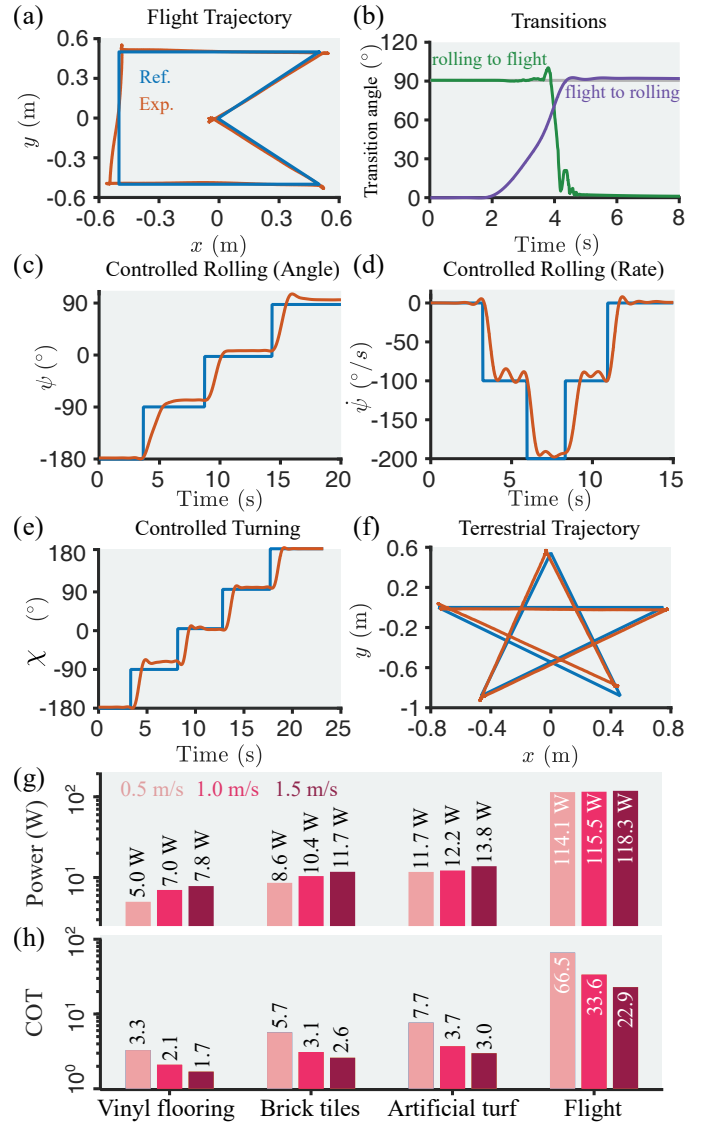 (a) Flight Trajectory
0.6
0.3
0
-0.3
-0.6
y (m)
Ref.
Exp.
-0.6 -0.3 0 0.3 0.6
x (m)
(b) Transitions
120
90
60
30
0
Transition angle (°)
rolling to flight
flight to rolling
0 2 4 6 8
Time (s)
(c) Controlled Rolling (Angle)
90
0
-90
-180
ψ (°)
0 5 10 15 20
Time (s)
(d) Controlled Rolling (Rate)
0
-50
-100
-150
-200
ψ̇ (°/s)
0 5 10 15
Time (s)
(e) Controlled Turning
180
90
0
-90
-180
χ (°)
0 5 10 15 20 25
Time (s)
(f) Terrestrial Trajectory
0.6
0.2
-0.2
-0.6
-1
y (m)
-0.8 -0.4 0 0.4 0.8
x (m)
(g)
Power (W)
10²
10¹
0.5 m/s 1.0 m/s 1.5 m/s
5.0 W 7.0 W 7.8 W 8.6 W 10.4 W 11.7 W 11.7 W 12.2 W 13.8 W 114.1 W 115.5 W 118.3 W
(h)
COT
10²
10¹
10⁰
3.3 2.1 1.7 5.7 3.1 2.6 7.7 3.7 3.0 66.5 33.6 22.9
Vinyl flooring Brick tiles Artificial turf Flight